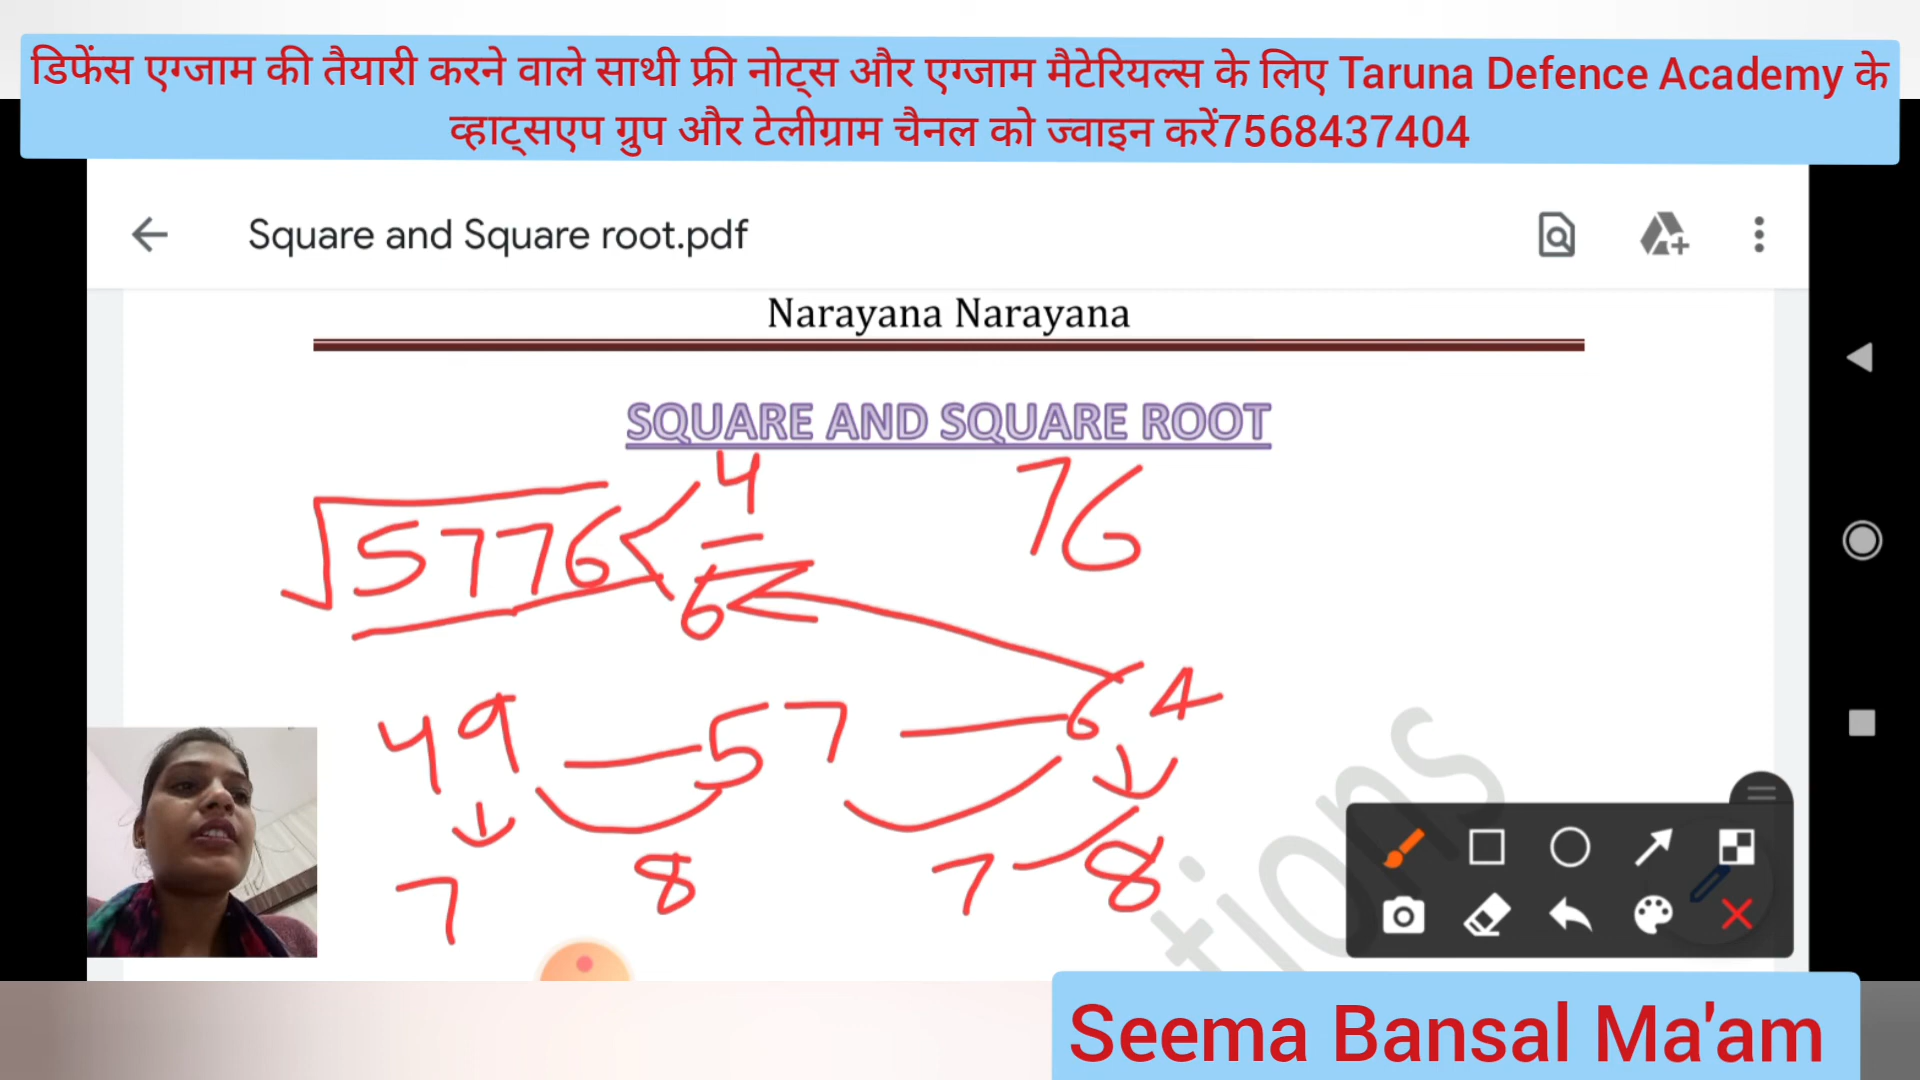 डिफेंस एग्जाम की तैयारी करने वाले साथी फ्री नोट्स और एग्जाम मैटेरियल्स के लिए Taruna Defence Academy के
व्हाट्सएप ग्रुप और टेलीग्राम चैनल को ज्वाइन करें7568437404
Square and Square root.pdf
Narayana Narayana
SQUARE AND SQUARE ROOT
√5776 < 4
6
76
49 — 57 — 64
7 8 7 8
tions
Seema Bansal Ma'am